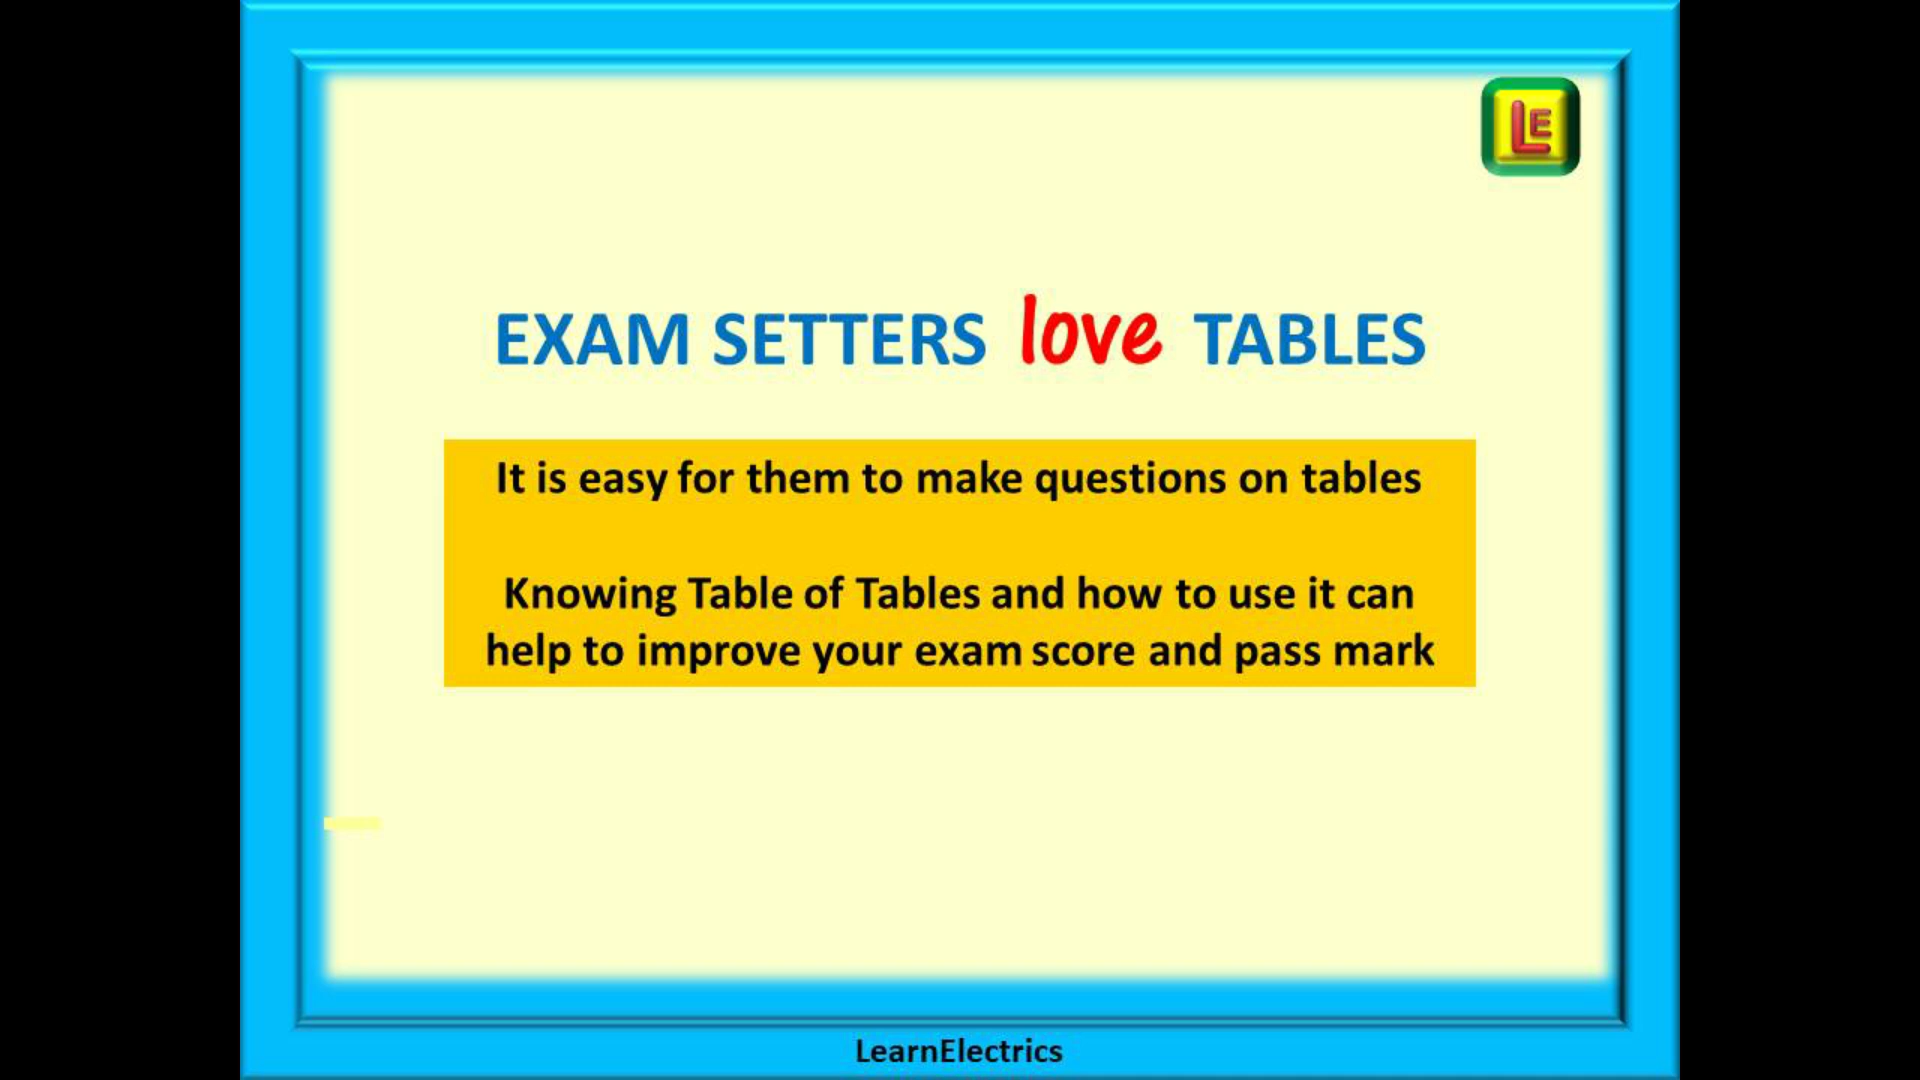 LE
EXAM SETTERS love TABLES
It is easy for them to make questions on tables
Knowing Table of Tables and how to use it can
help to improve your exam score and pass mark
LearnElectrics